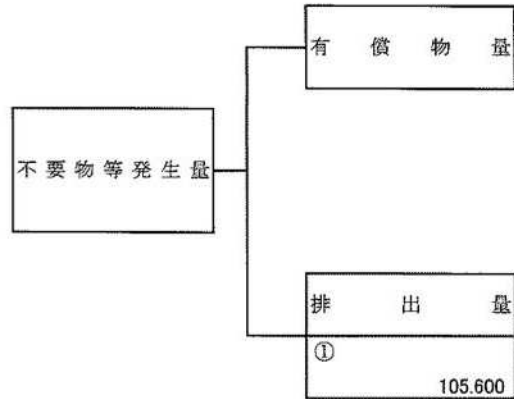 有償物量
不要物等発生量
排出量
①
105.600